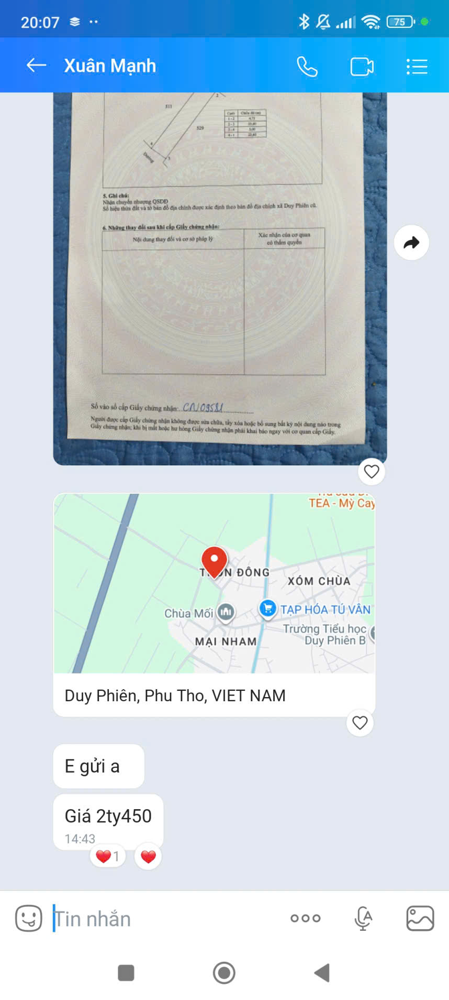 20:07
75
Xuân Mạnh
511
2
Cạnh Chiều dài (m)
1-2 4,73
2-3 23,60
3-4 5,00
4-1 23,60
529
4
3
Đường
5. Ghi chú:
Nhận chuyển nhượng QSDĐ
Số hiệu thửa đất và tờ bản đồ địa chính được xác định theo bản đồ địa chính xã Duy Phiên cũ.
6. Những thay đổi sau khi cấp Giấy chứng nhận:
Nội dung thay đổi và cơ sở pháp lý
Xác nhận của cơ quan
có thẩm quyền
Số vào sổ cấp Giấy chứng nhận: CN09581
Người được cấp Giấy chứng nhận không được sửa chữa, tẩy xóa hoặc bổ sung bất kỳ nội dung nào trong
Giấy chứng nhận; khi bị mất hoặc hư hỏng Giấy chứng nhận phải khai báo ngay với cơ quan cấp Giấy.
TEA - Mỳ Cay
ĐÔNG
XÓM CHÙA
Chùa Mối
TẠP HÓA TÚ VÂN
Trường Tiểu học
Duy Phiên B
MẠI NHAM
Duy Phiên, Phu Tho, VIET NAM
E gửi a
Giá 2ty450
14:43
1
Tin nhắn